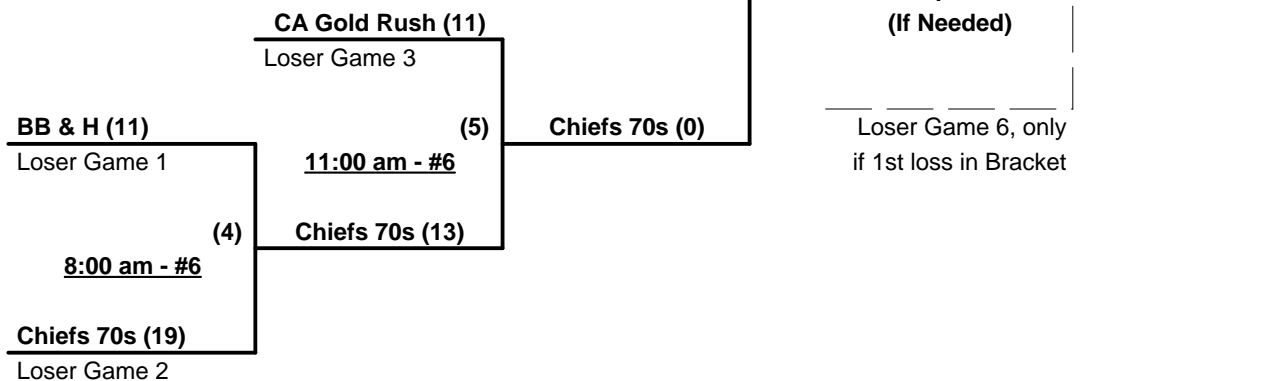 CA Gold Rush (11)
Loser Game 3
(If Needed)
BB & H (11)
Loser Game 1
(5)
11:00 am - #6
Chiefs 70s (0)
Loser Game 6, only
if 1st loss in Bracket
(4)
8:00 am - #6
Chiefs 70s (13)
Chiefs 70s (19)
Loser Game 2